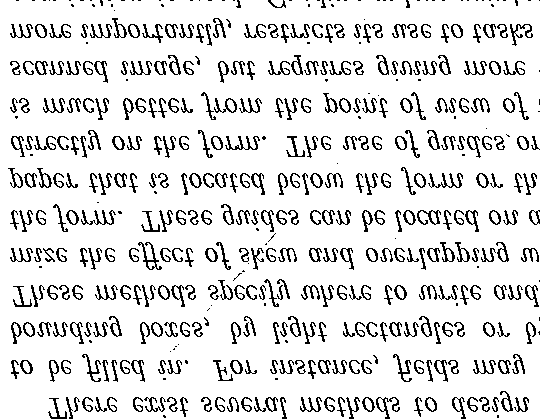 There exist several methods to design
to be filled in. For instance, fields may
bounding boxes, by light rectangles or by
These methods specify where to write and
mize the effect of skew and overlapping w
the form. These guides can be located on a
paper that is located below the form or th
directly on the form. The use of guides on
is much better from the point of view of
scanned image, but requires giving more
more importantly, restricts its use to tasks